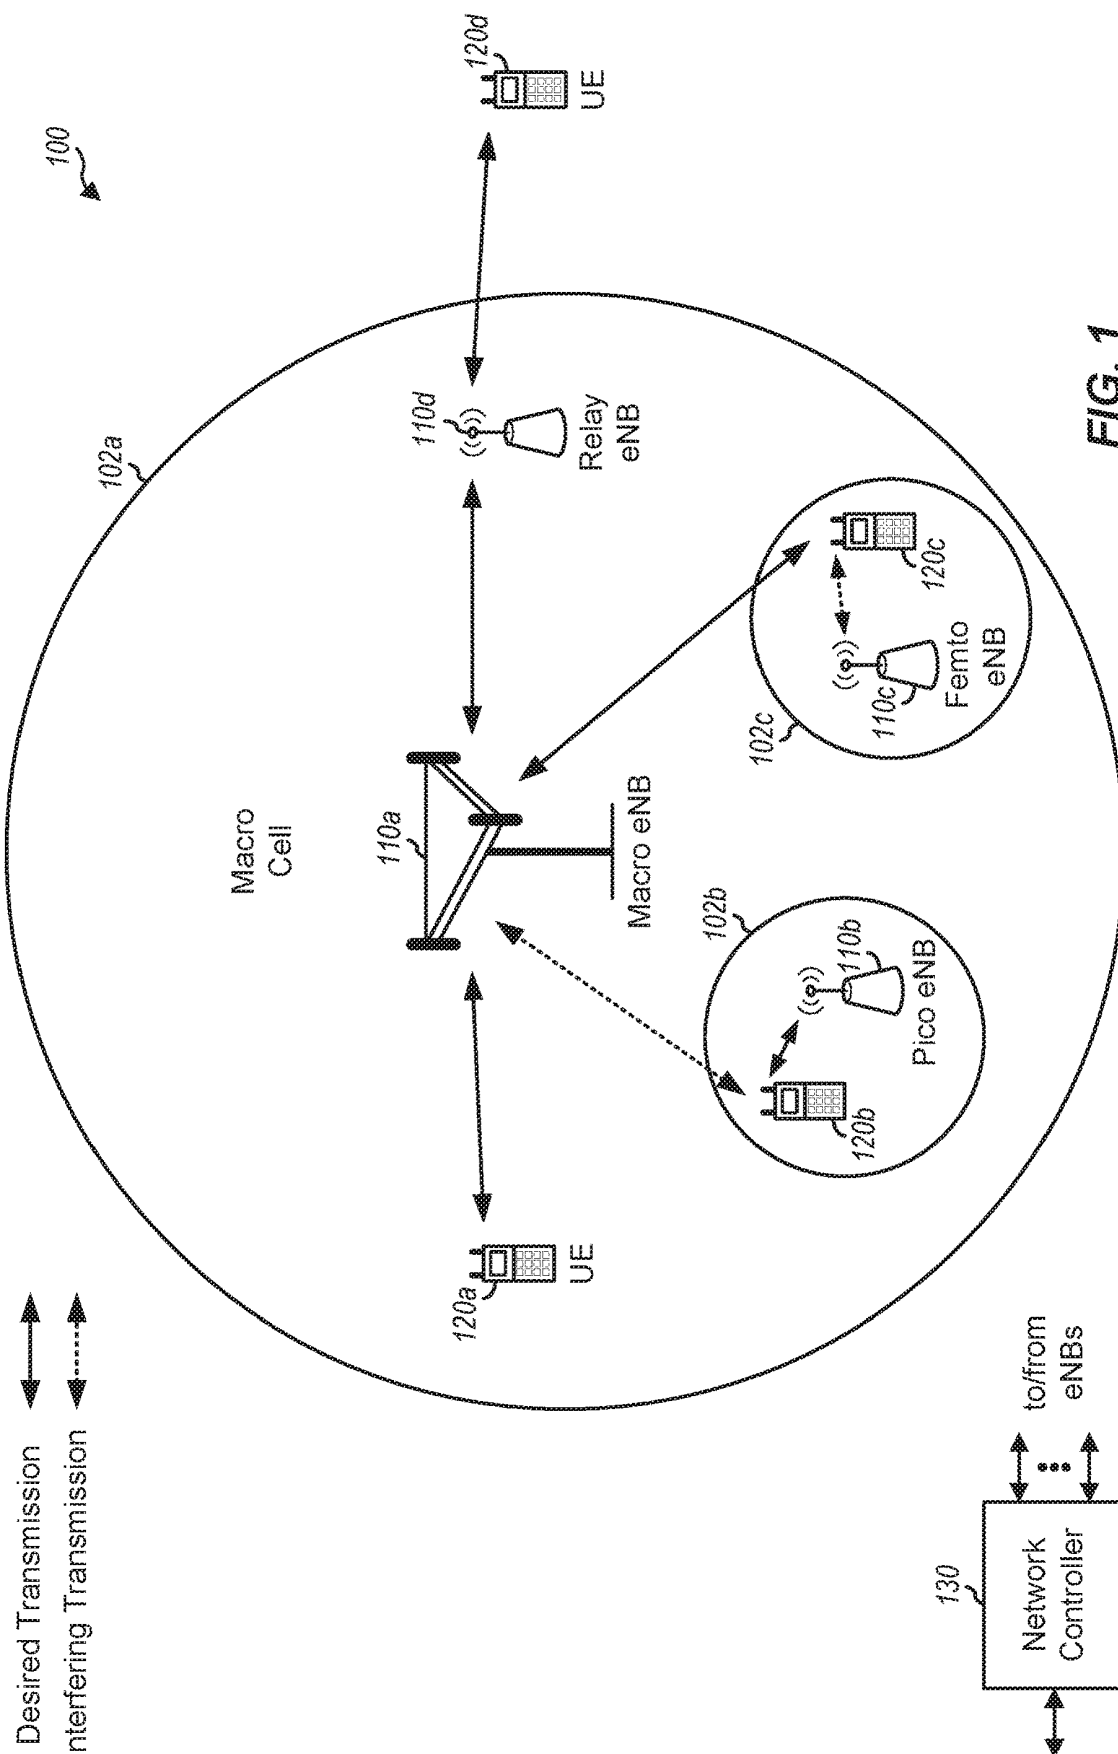 Desired Transmission
nterfering Transmission
100
102a
Macro
Cell
110a
Macro eNB
120a
UE
110d
Relay
eNB
120d
UE
102b
120b
110b
Pico eNB
102c
110c
Femto
eNB
120c
130
Network
Controller
to/from
eNBs
FIG. 1